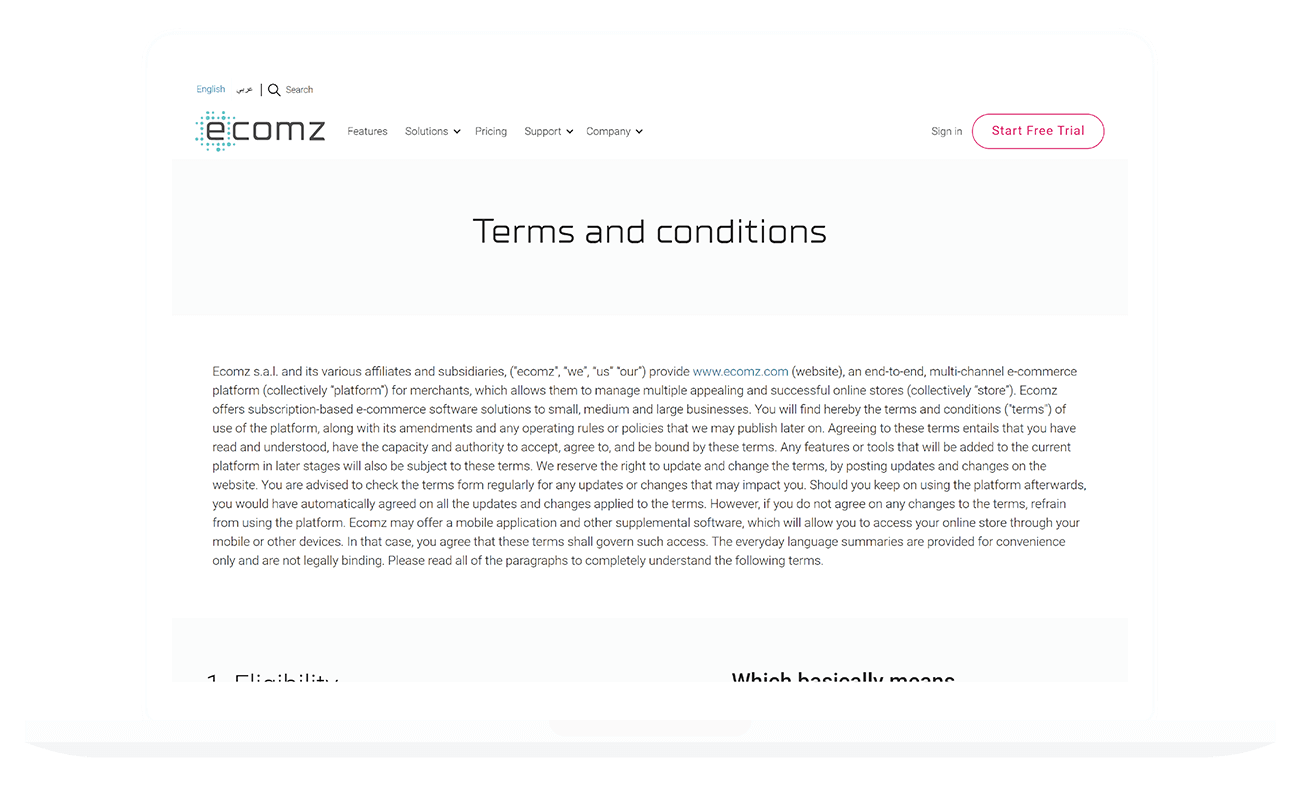 English عربي | Search
ecomz Features Solutions Pricing Support Company Sign in Start Free Trial
Terms and conditions
Ecomz s.a.l. and its various affiliates and subsidiaries, ("ecomz", "we", "us" "our") provide www.ecomz.com (website), an end-to-end, multi-channel e-commerce
platform (collectively "platform") for merchants, which allows them to manage multiple appealing and successful online stores (collectively "store"). Ecomz
offers subscription-based e-commerce software solutions to small, medium and large businesses. You will find hereby the terms and conditions ("terms") of
use of the platform, along with its amendments and any operating rules or policies that we may publish later on. Agreeing to these terms entails that you have
read and understood, have the capacity and authority to accept, agree to, and be bound by these terms. Any features or tools that will be added to the current
platform in later stages will also be subject to these terms. We reserve the right to update and change the terms, by posting updates and changes on the
website. You are advised to check the terms form regularly for any updates or changes that may impact you. Should you keep on using the platform afterwards,
you would have automatically agreed on all the updates and changes applied to the terms. However, if you do not agree on any changes to the terms, refrain
from using the platform. Ecomz may offer a mobile application and other supplemental software, which will allow you to access your online store through your
mobile or other devices. In that case, you agree that these terms shall govern such access. The everyday language summaries are provided for convenience
only and are not legally binding. Please read all of the paragraphs to completely understand the following terms.
1. Eligibility Which basically means